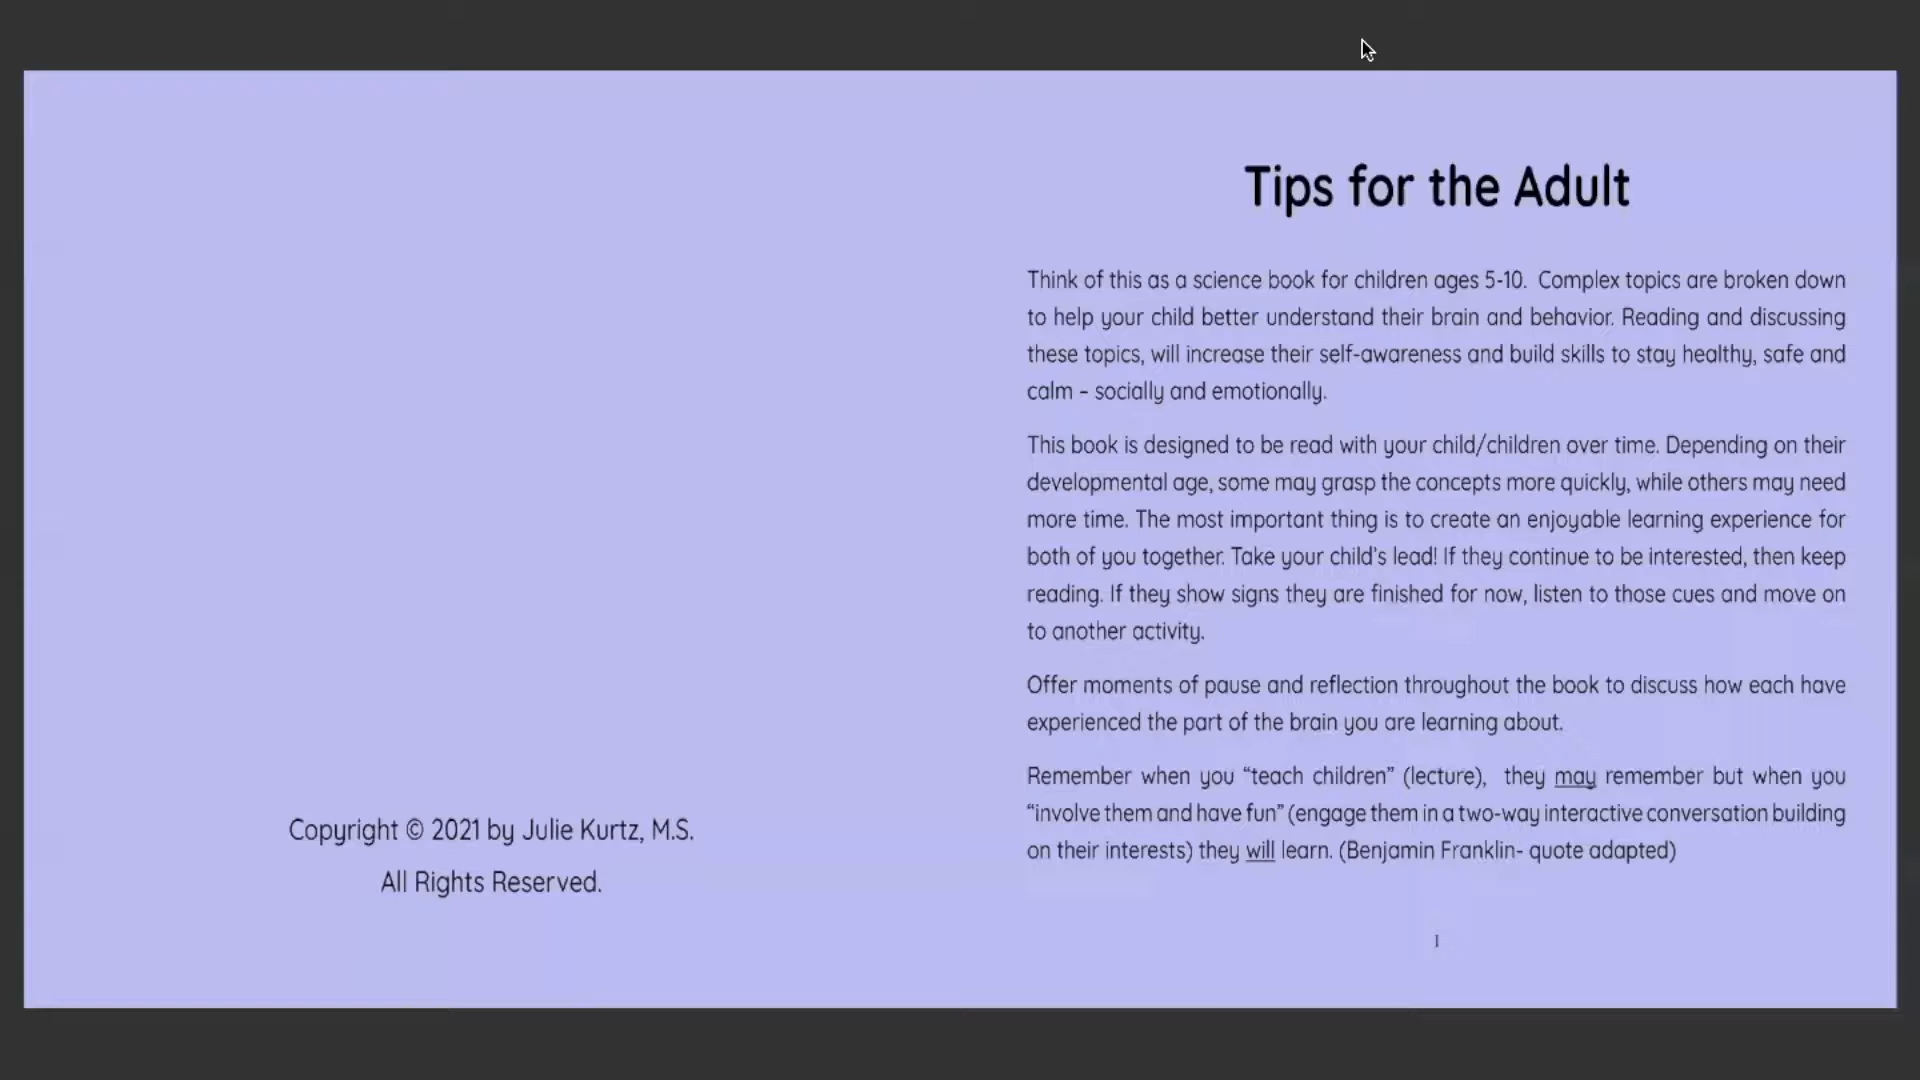 Copyright © 2021 by Julie Kurtz, M.S.
All Rights Reserved.
Tips for the Adult
Think of this as a science book for children ages 5-10.  Complex topics are broken down
to help your child better understand their brain and behavior. Reading and discussing
these topics, will increase their self-awareness and build skills to stay healthy, safe and
calm – socially and emotionally.
This book is designed to be read with your child/children over time. Depending on their
developmental age, some may grasp the concepts more quickly, while others may need
more time. The most important thing is to create an enjoyable learning experience for
both of you together. Take your child's lead! If they continue to be interested, then keep
reading. If they show signs they are finished for now, listen to those cues and move on
to another activity.
Offer moments of pause and reflection throughout the book to discuss how each have
experienced the part of the brain you are learning about.
Remember when you “teach children” (lecture),  they may remember but when you
“involve them and have fun” (engage them in a two-way interactive conversation building
on their interests) they will learn. (Benjamin Franklin- quote adapted)
1